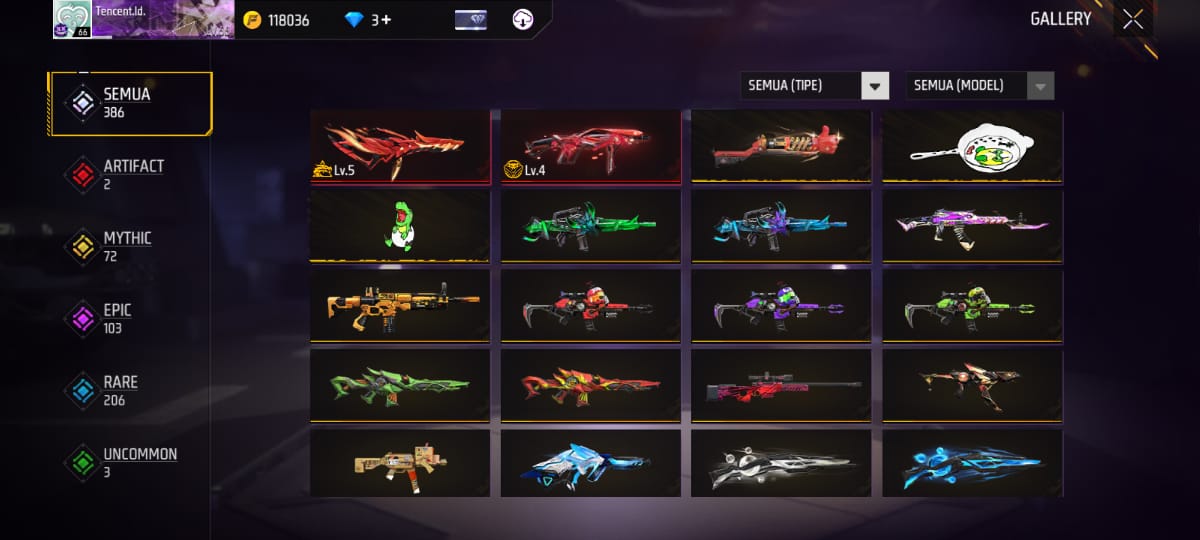 Tencent.Id.
66
118036
3+
GALLERY
SEMUA
386
SEMUA (TIPE)
SEMUA (MODEL)
ARTIFACT
2
MYTHIC
72
EPIC
103
RARE
206
UNCOMMON
3
Lv.5
Lv.4